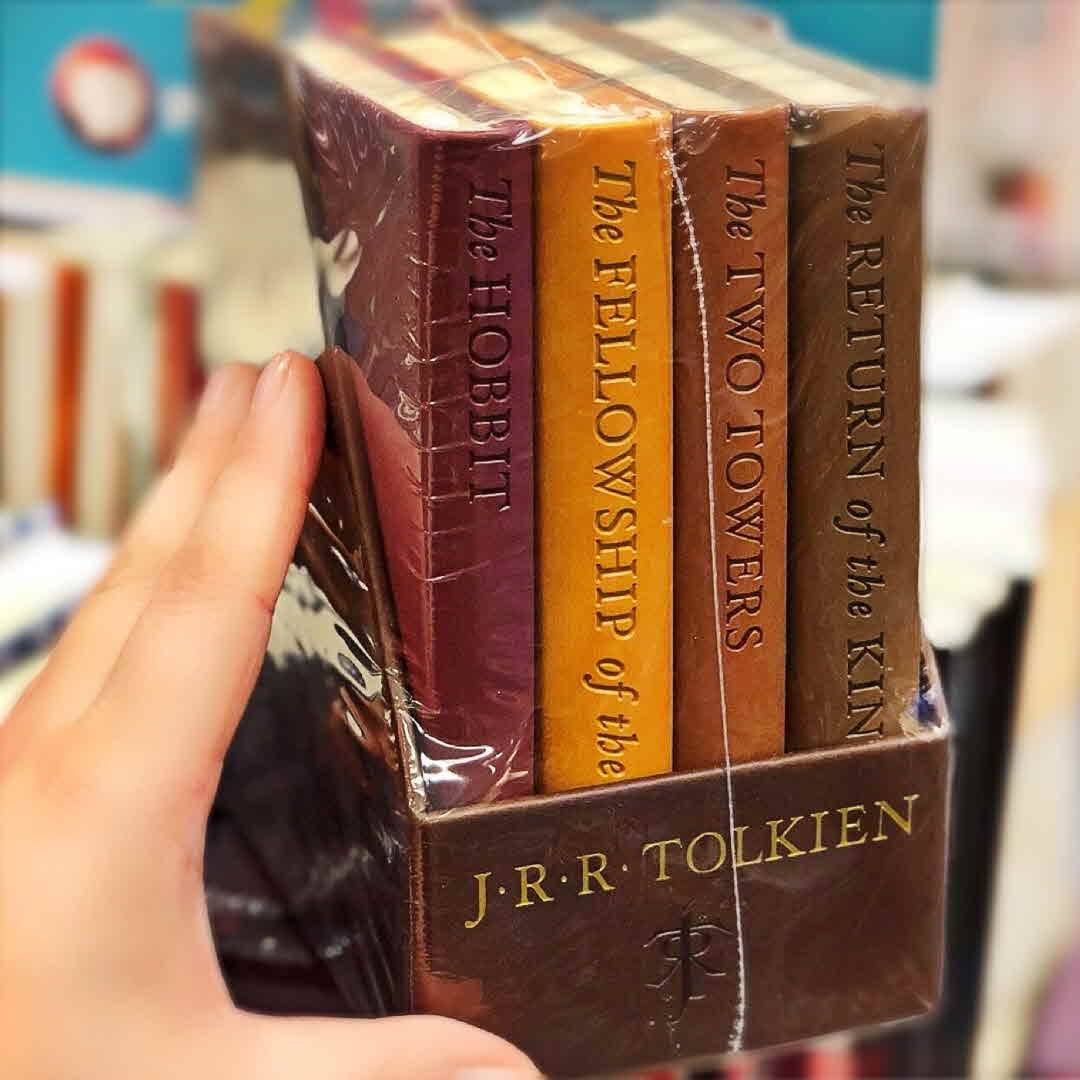 The HOBBIT
The FELLOWSHIP of the
The TWO TOWERS
The RETURN of the KIN
J·R·R· TOLKIEN